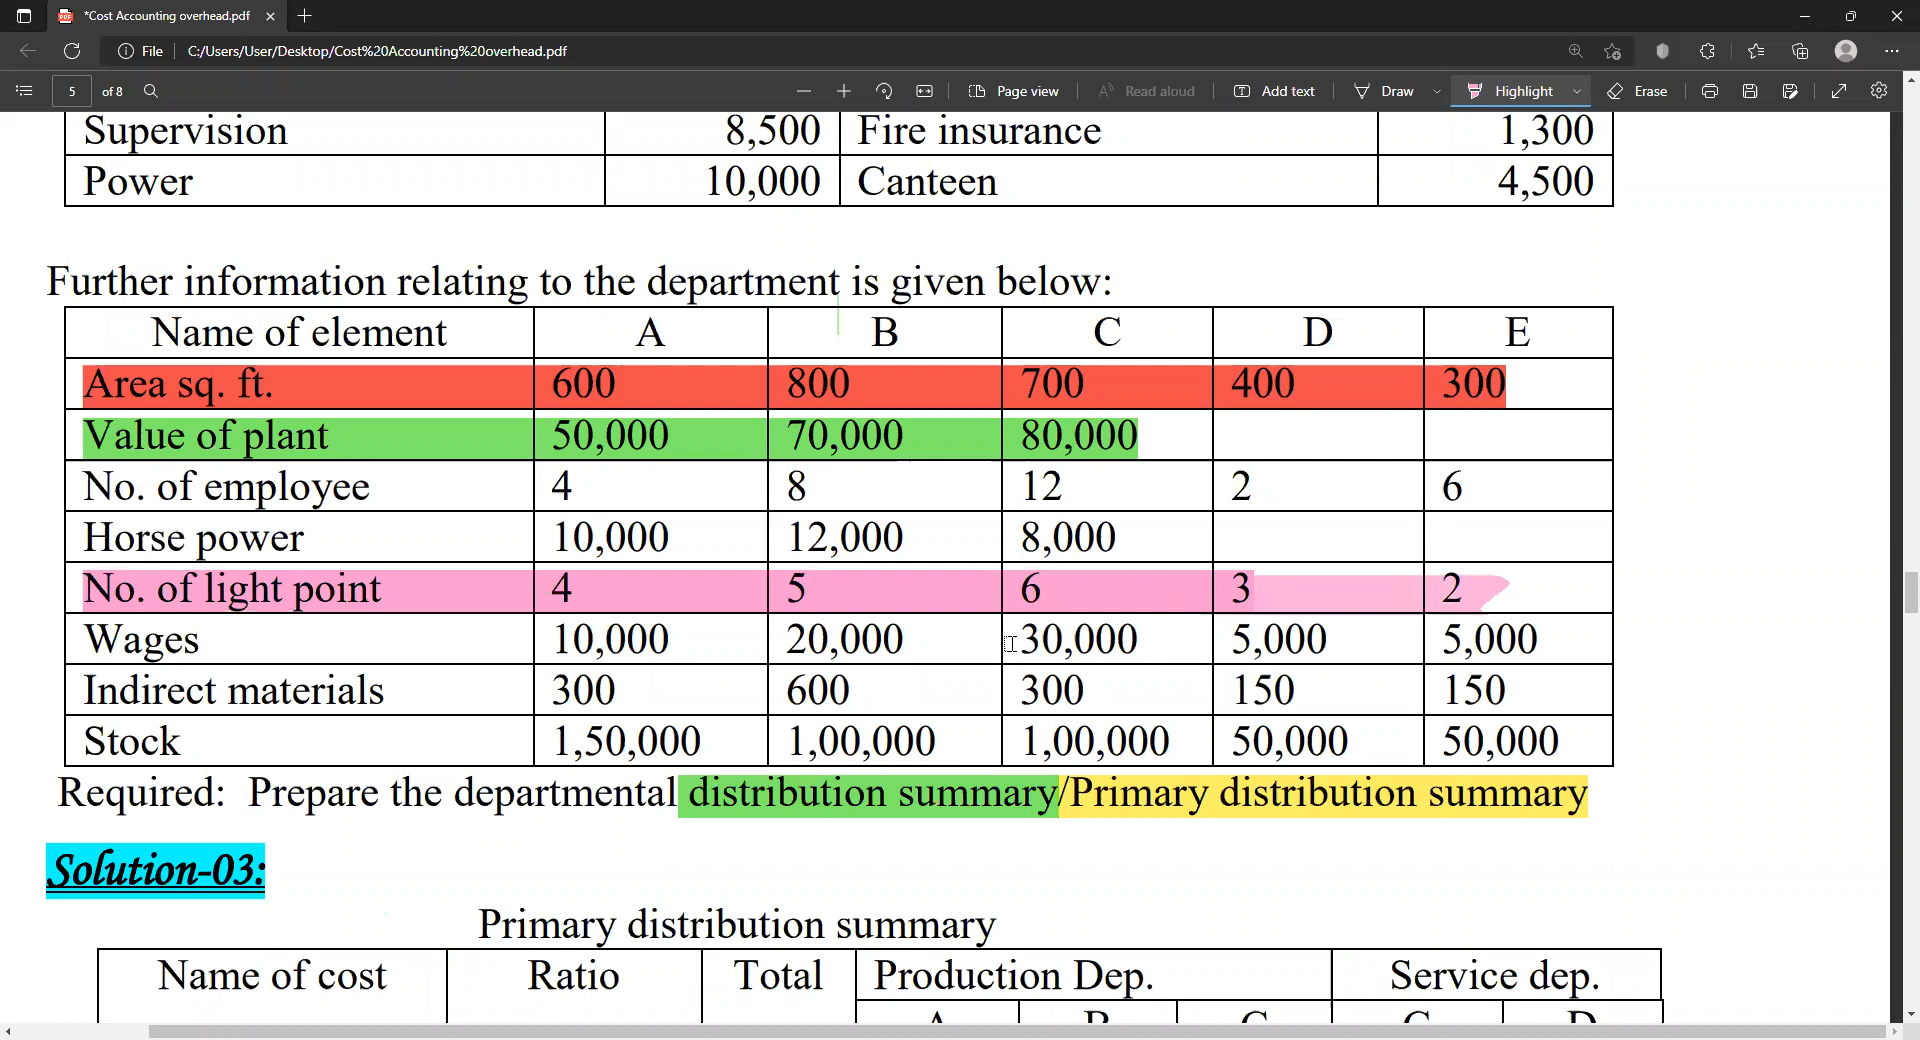 *Cost Accounting overhead.pdf
File C:/Users/User/Desktop/Cost%20Accounting%20overhead.pdf
5 of 8 Page view Read aloud Add text Draw Highlight Erase
Supervision 8,500 Fire insurance 1,300
Power 10,000 Canteen 4,500
Further information relating to the department is given below:
Name of element A B C D E
Area sq. ft. 600 800 700 400 300
Value of plant 50,000 70,000 80,000
No. of employee 4 8 12 2 6
Horse power 10,000 12,000 8,000
No. of light point 4 5 6 3 2
Wages 10,000 20,000 30,000 5,000 5,000
Indirect materials 300 600 300 150 150
Stock 1,50,000 1,00,000 1,00,000 50,000 50,000
Required: Prepare the departmental distribution summary/Primary distribution summary
Solution-03:
Primary distribution summary
Name of cost Ratio Total Production Dep. Service dep.
A B C C D